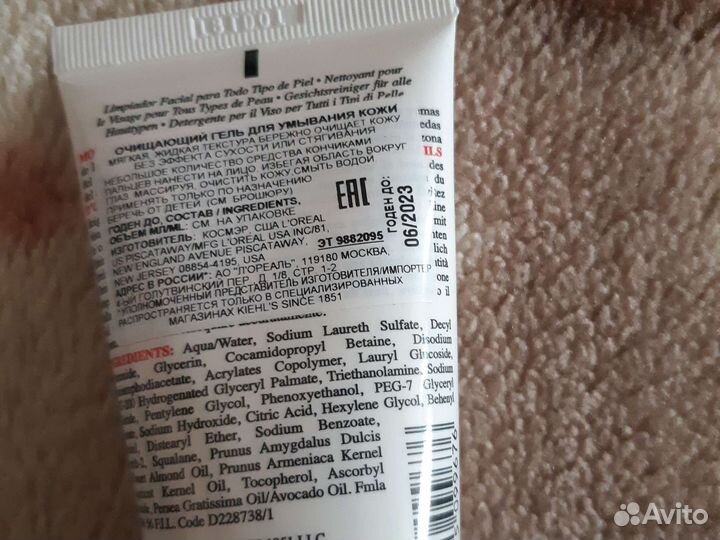 Limpiador Facial para Todo Tipo de Piel • Nettoyant pour
le Visage pour Tous Types de Peau • Gesichtsreiniger für alle
Hauttypen • Detergente per il Viso per Tutti i Tipi di Pelle
ОЧИЩАЮЩИЙ ГЕЛЬ ДЛЯ УМЫВАНИЯ КОЖИ
МЯГКАЯ, ЖИДКАЯ ТЕКСТУРА БЕРЕЖНО ОЧИЩАЕТ КОЖУ
БЕЗ ЭФФЕКТА СУХОСТИ ИЛИ СТЯГИВАНИЯ
НЕБОЛЬШОЕ КОЛИЧЕСТВО СРЕДСТВА КОНЧИКАМИ
ПАЛЬЦЕВ НАНЕСТИ НА ЛИЦО, ИЗБЕГАЯ ОБЛАСТЬ ВОКРУГ
ГЛАЗ. МАССИРУЯ, ОЧИСТИТЬ КОЖУ. СМЫТЬ ВОДОЙ
ПРИМЕНЯТЬ ТОЛЬКО ПО НАЗНАЧЕНИЮ
БЕРЕЧЬ ОТ ДЕТЕЙ (СМ. БРОШЮРУ)
ГОДЕН ДО, СОСТАВ / INGREDIENTS,
ОБЪЕМ МЛ/ML: СМ НА УПАКОВКЕ
ИЗГОТОВИТЕЛЬ: КОСМЭР, США L'OREAL
US PISCATAWAY/MFG L'OREAL USA INC/81,
NEW ENGLAND AVENUE PISCATAWAY,
NEW JERSEY 08854-4195, USA
АДРЕС В РОССИИ*: АО "Л'ОРЕАЛЬ", 119180 МОСКВА,
4-ЫЙ ГОЛУТВИНСКИЙ ПЕР., Д. 1/8, СТР. 1-2
*УПОЛНОМОЧЕННЫЙ ПРЕДСТАВИТЕЛЬ ИЗГОТОВИТЕЛЯ/ИМПОРТЕР
РАСПРОСТРАНЯЕТСЯ ТОЛЬКО В СПЕЦИАЛИЗИРОВАННЫХ
МАГАЗИНАХ KIEHL'S SINCE 1851
EAC
ГОДЕН ДО:
06/2023
ЭТ 9882095
Aqua/Water, Sodium Laureth Sulfate, Decyl
Glycerin, Cocamidopropyl Betaine, Disodium
Acrylates Copolymer, Lauryl Glucoside,
Hydrogenated Glyceryl Palmate, Triethanolamine, Sodium
Pentylene Glycol, Phenoxyethanol, PEG-7 Glyceryl
Sodium Hydroxide, Citric Acid, Hexylene Glycol, Behenyl
Distearyl Ether, Sodium Benzoate,
Squalane, Prunus Amygdalus Dulcis
Almond Oil, Prunus Armeniaca Kernel
Kernel Oil, Tocopherol, Ascorbyl
Persea Gratissima Oil/Avocado Oil. Fmla
F.I.L. Code D228738/1
Avito